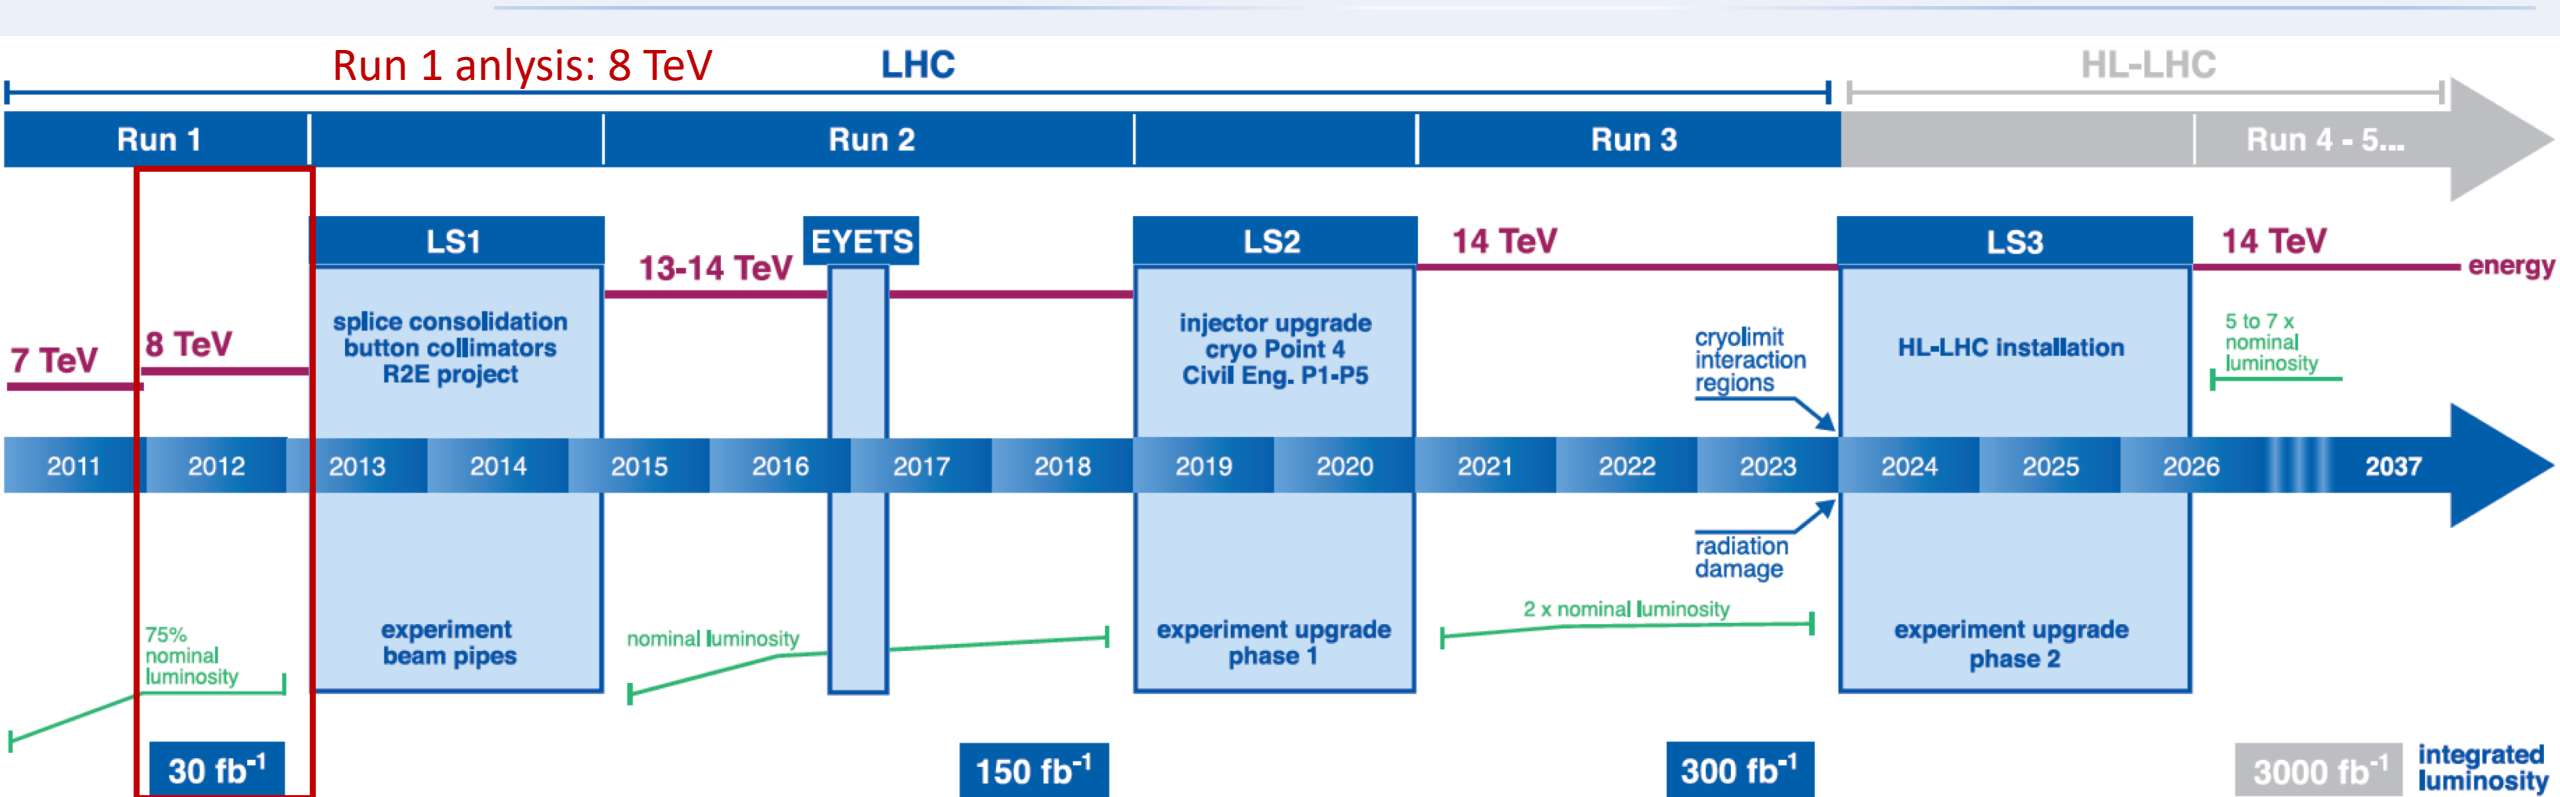 Run 1 anlysis: 8 TeV
LHC
HL-LHC
Run 1
Run 2
Run 3
Run 4 - 5...
LS1
EYETS
LS2
LS3
13-14 TeV
14 TeV
14 TeV
energy
7 TeV
8 TeV
splice consolidation
button collimators
R2E project
injector upgrade
cryo Point 4
Civil Eng. P1-P5
cryolimit
interaction
regions
HL-LHC installation
5 to 7 x
nominal
luminosity
2011
2012
2013
2014
2015
2016
2017
2018
2019
2020
2021
2022
2023
2024
2025
2026
2037
radiation
damage
75%
nominal
luminosity
experiment
beam pipes
nominal luminosity
experiment upgrade
phase 1
2 x nominal luminosity
experiment upgrade
phase 2
30 fb⁻¹
150 fb⁻¹
300 fb⁻¹
3000 fb⁻¹
integrated
luminosity